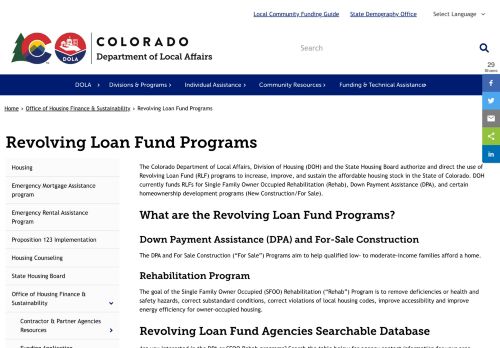 Local Community Funding Guide
State Demography Office
Select Language
COLORADO
Department of Local Affairs
CO
DOLA
Search
29
Shares
DOLA
Divisions & Programs
Individual Assistance
Community Resources
Funding & Technical Assistance
Home > Office of Housing Finance & Sustainability > Revolving Loan Fund Programs
Revolving Loan Fund Programs
Housing
Emergency Mortgage Assistance
program
Emergency Rental Assistance
Program
Proposition 123 Implementation
Housing Counseling
State Housing Board
Office of Housing Finance &
Sustainability
Contractor & Partner Agencies
Resources
Funding Application
The Colorado Department of Local Affairs, Division of Housing (DOH) and the State Housing Board authorize and direct the use of
Revolving Loan Fund (RLF) programs to increase, improve, and sustain the affordable housing stock in the State of Colorado. DOH
currently funds RLFs for Single Family Owner Occupied Rehabilitation (Rehab), Down Payment Assistance (DPA), and certain
homeownership development programs (New Construction/For Sale).
What are the Revolving Loan Fund Programs?
Down Payment Assistance (DPA) and For-Sale Construction
The DPA and For Sale Construction (“For Sale”) Programs aim to help qualified low- to moderate-income families afford a home.
Rehabilitation Program
The goal of the Single Family Owner Occupied (SFOO) Rehabilitation (“Rehab”) Program is to remove deficiencies or health and
safety hazards, correct substandard conditions, correct violations of local housing codes, improve accessibility and improve
energy efficiency for owner-occupied housing.
Revolving Loan Fund Agencies Searchable Database